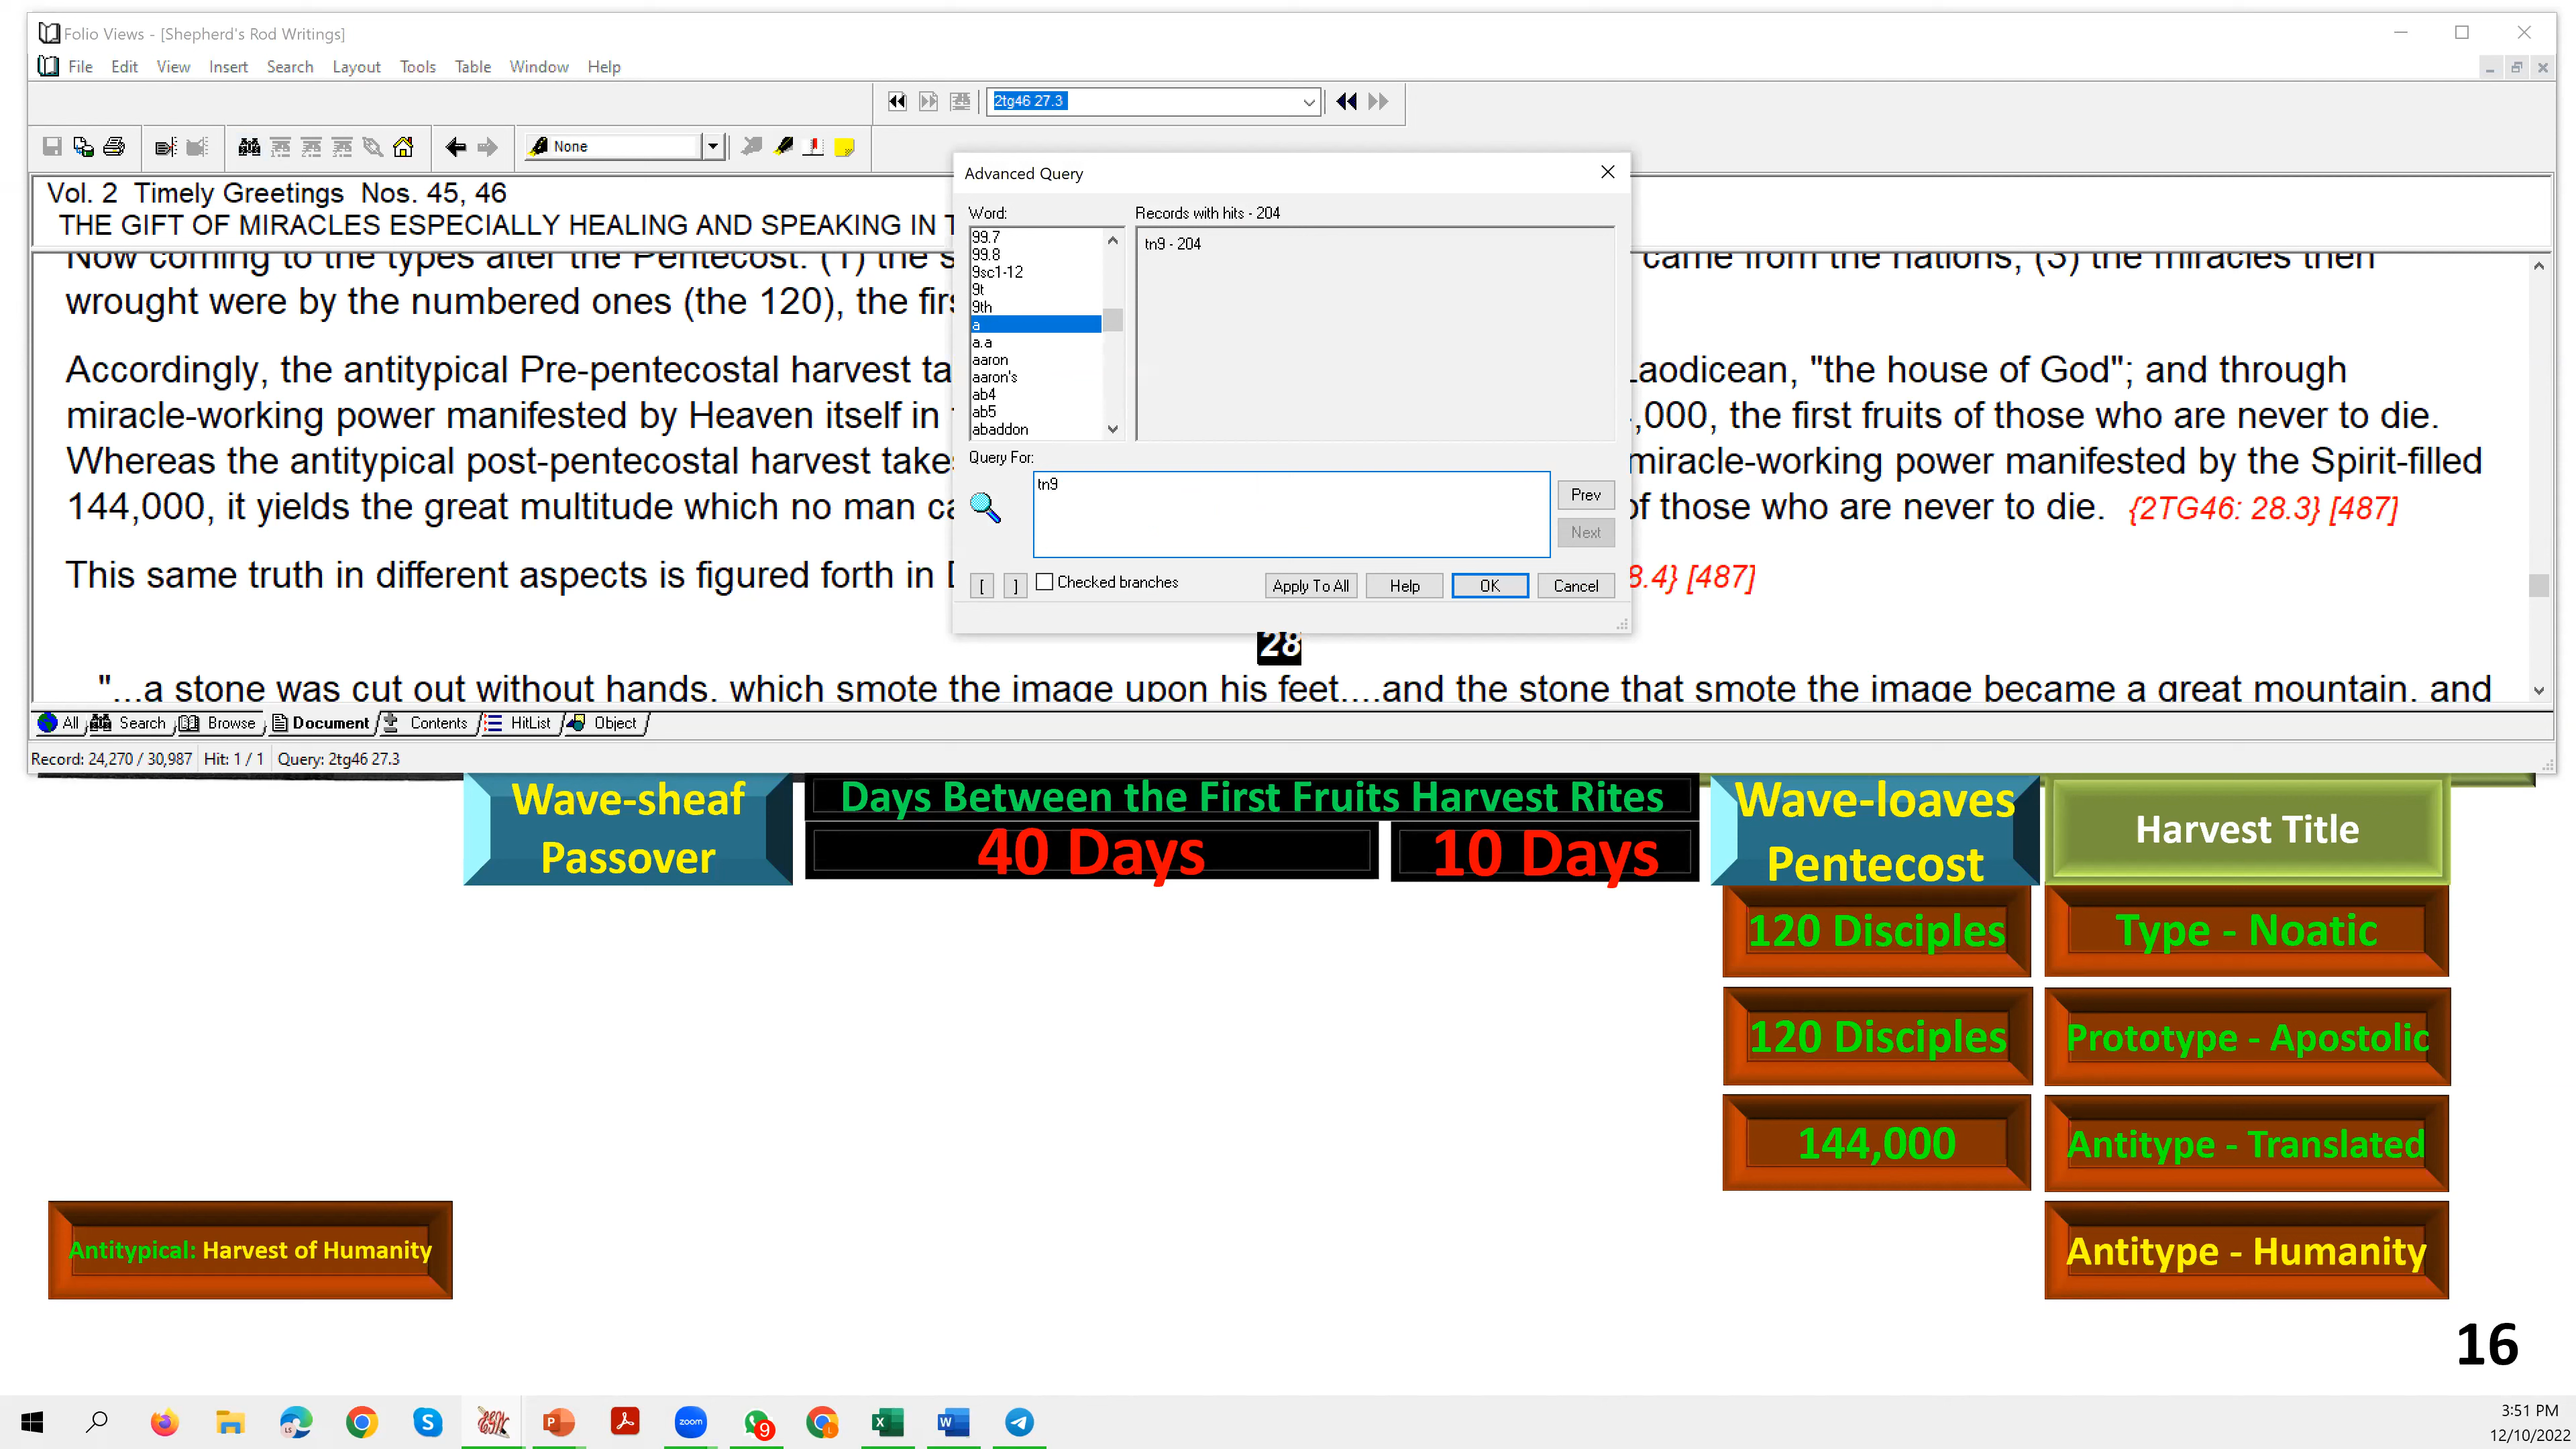 Folio Views - [Shepherd's Rod Writings]
File Edit View Insert Search Layout Tools Table Window Help
2tg46 27.3
None
Vol. 2 Timely Greetings Nos. 45, 46
THE GIFT OF MIRACLES ESPECIALLY HEALING AND SPEAKING IN
Now coming to the types after the Pentecost: (1) the came from the nations, (3) the miracles then
wrought were by the numbered ones (the 120), the
Accordingly, the antitypical Pre-pentecostal harvest Laodicean, "the house of God"; and through
miracle-working power manifested by Heaven itself in ,000, the first fruits of those who are never to die.
Whereas the antitypical post-pentecostal harvest miracle-working power manifested by the Spirit-filled
144,000, it yields the great multitude which no man of those who are never to die. {2TG46: 28.3} [487]
This same truth in different aspects is figured forth in 8.4} [487]
28
"...a stone was cut out without hands, which smote the image upon his feet....and the stone that smote the image became a great mountain, and
Advanced Query
Word:
99.7
99.8
9sc1-12
9t
9th
a
a.a
aaron
aaron's
ab4
ab5
abaddon
Records with hits - 204
tn9 - 204
Query For:
tn9
Prev
Next
[ ] Checked branches Apply To All Help OK Cancel
All Search Browse Document Contents HitList Object
Record: 24,270 / 30,987 Hit: 1 / 1 Query: 2tg46 27.3
Wave-sheaf
Passover
Days Between the First Fruits Harvest Rites
40 Days
10 Days
Wave-loaves
Pentecost
Harvest Title
120 Disciples
Type - Noatic
120 Disciples
Prototype - Apostolic
144,000
Antitype - Translated
Antitypical: Harvest of Humanity
Antitype - Humanity
16
LS
S
P
zoom
9
L
X
W
3:51 PM
12/10/2022